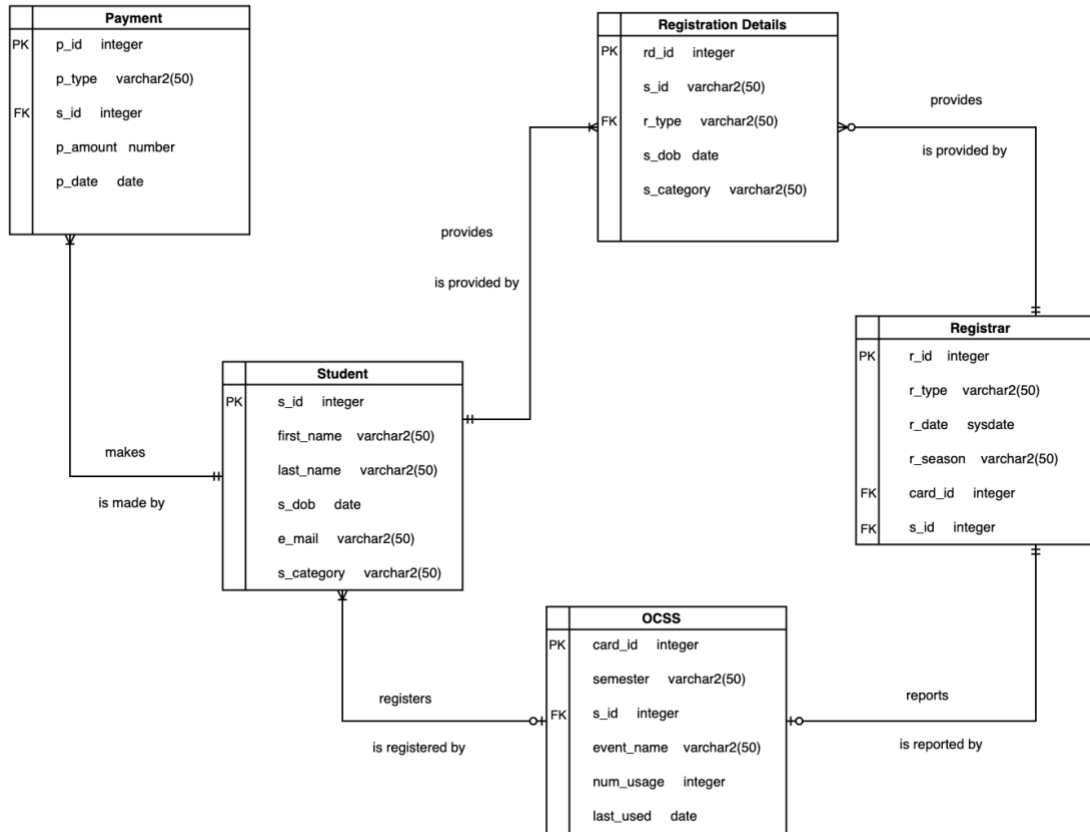 Payment
PK p_id integer
p_type varchar2(50)
FK s_id integer
p_amount number
p_date date
Registration Details
PK rd_id integer
s_id varchar2(50)
FK r_type varchar2(50)
s_dob date
s_category varchar2(50)
provides
is provided by
provides
is provided by
Registrar
PK r_id integer
r_type varchar2(50)
r_date sysdate
r_season varchar2(50)
FK card_id integer
FK s_id integer
Student
PK s_id integer
first_name varchar2(50)
last_name varchar2(50)
s_dob date
e_mail varchar2(50)
s_category varchar2(50)
makes
is made by
OCSS
PK card_id integer
semester varchar2(50)
FK s_id integer
event_name varchar2(50)
num_usage integer
last_used date
registers
is registered by
reports
is reported by